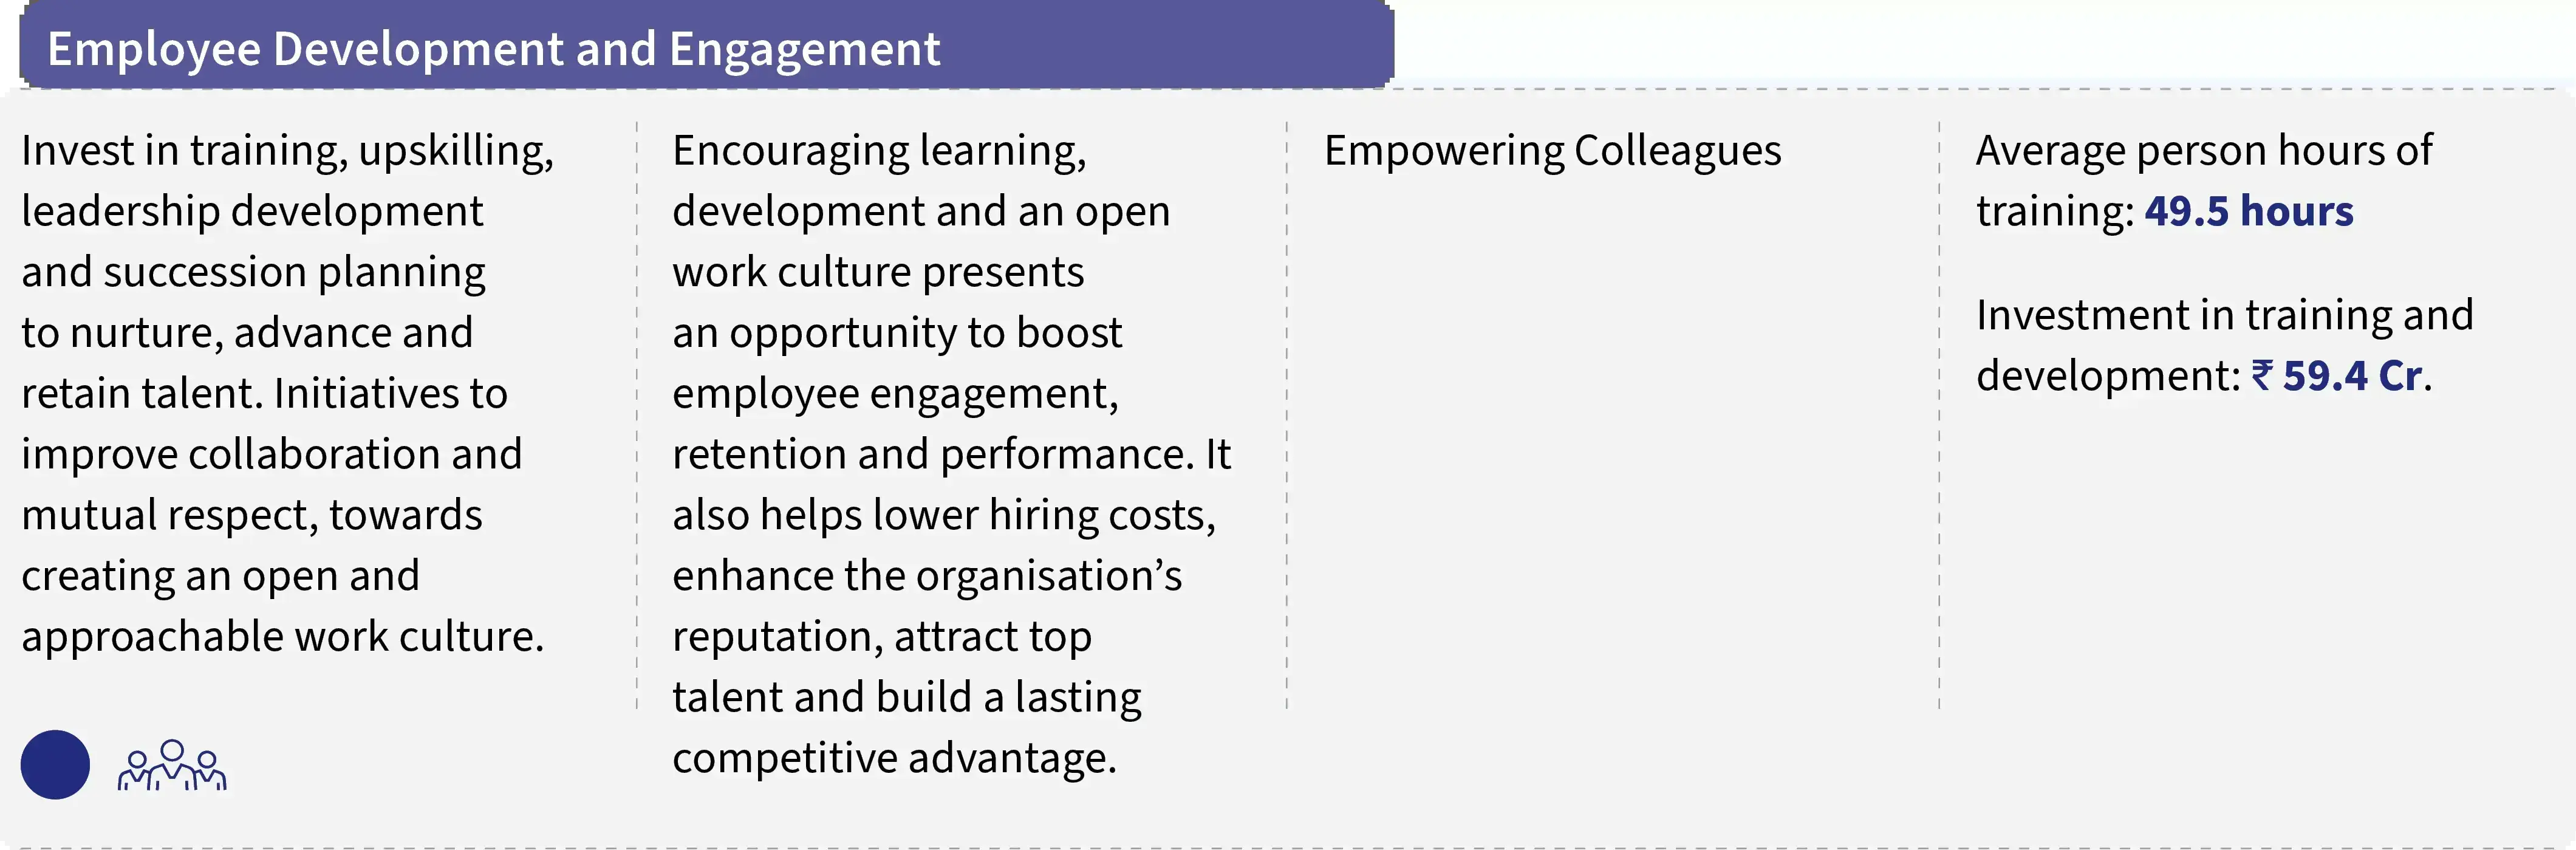 Employee Development and Engagement
Invest in training, upskilling,
leadership development
and succession planning
to nurture, advance and
retain talent. Initiatives to
improve collaboration and
mutual respect, towards
creating an open and
approachable work culture.
Encouraging learning,
development and an open
work culture presents
an opportunity to boost
employee engagement,
retention and performance. It
also helps lower hiring costs,
enhance the organisation’s
reputation, attract top
talent and build a lasting
competitive advantage.
Empowering Colleagues
Average person hours of
training: 49.5 hours
Investment in training and
development: ₹ 59.4 Cr.